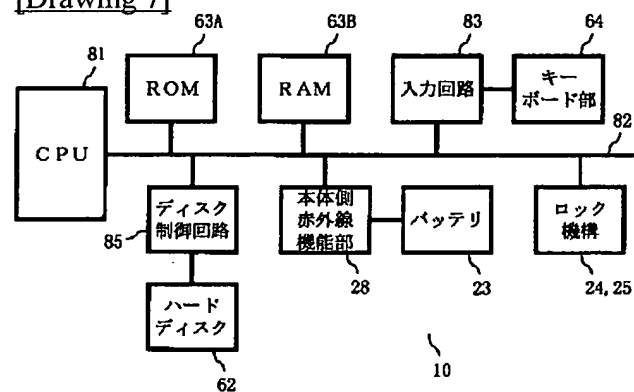 [Drawing 7]
63A
63B
83
64
81
ROM
RAM
入力回路
キー
ボード部
CPU
82
ディスク
制御回路
本体側
赤外線
機能部
バッテリ
ロック
機構
85
28
23
24, 25
ハード
ディスク
62
10